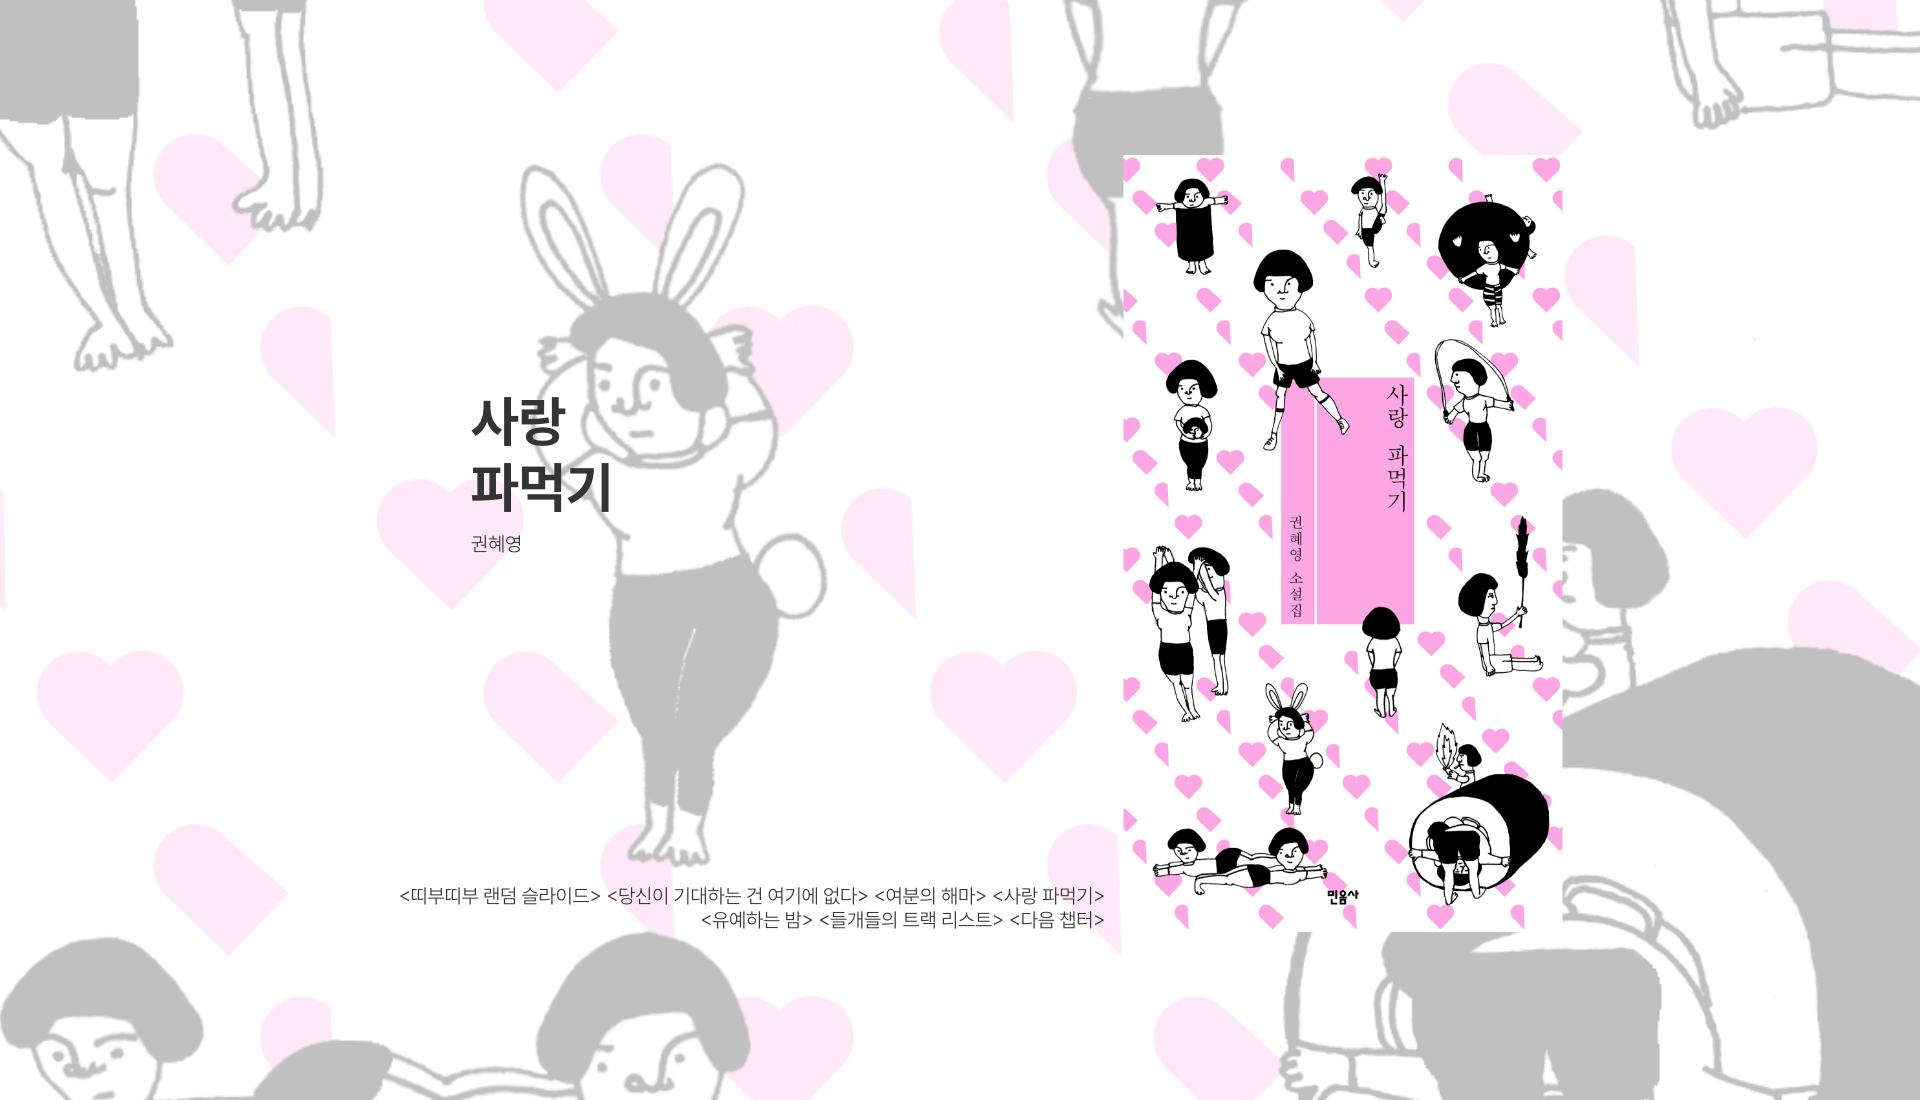 사랑
파먹기
권혜영
<띠부띠부 랜덤 슬라이드> <당신이 기대하는 건 여기에 없다> <여분의 해마> <사랑 파먹기>
<유예하는 밤> <들개들의 트랙 리스트> <다음 챕터>
사랑 파먹기
권혜영 소설집
민음사